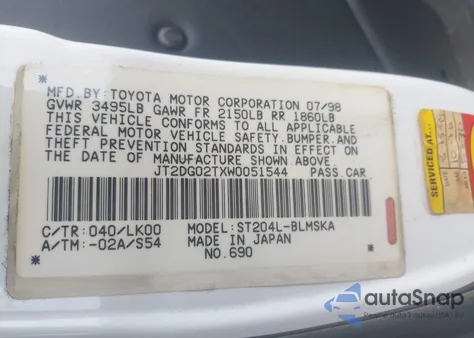 MFD.BY:TOYOTA MOTOR CORPORATION 07/98
GVWR 3495LB GAWR FR 2150LB RR 1860LB
THIS VEHICLE CONFORMS TO ALL APPLICABLE
FEDERAL MOTOR VEHICLE SAFETY,BUMPER,AND
THEFT PREVENTION STANDARDS IN EFFECT ON
THE DATE OF MANUFACTURE SHOWN ABOVE.
JT2DG02TXW0051544 PASS.CAR
C/TR:040/LK00 MODEL:ST204L-BLMSKA
A/TM:-02A/S54 MADE IN JAPAN
NO.690
SERVICED AT
autoSnap